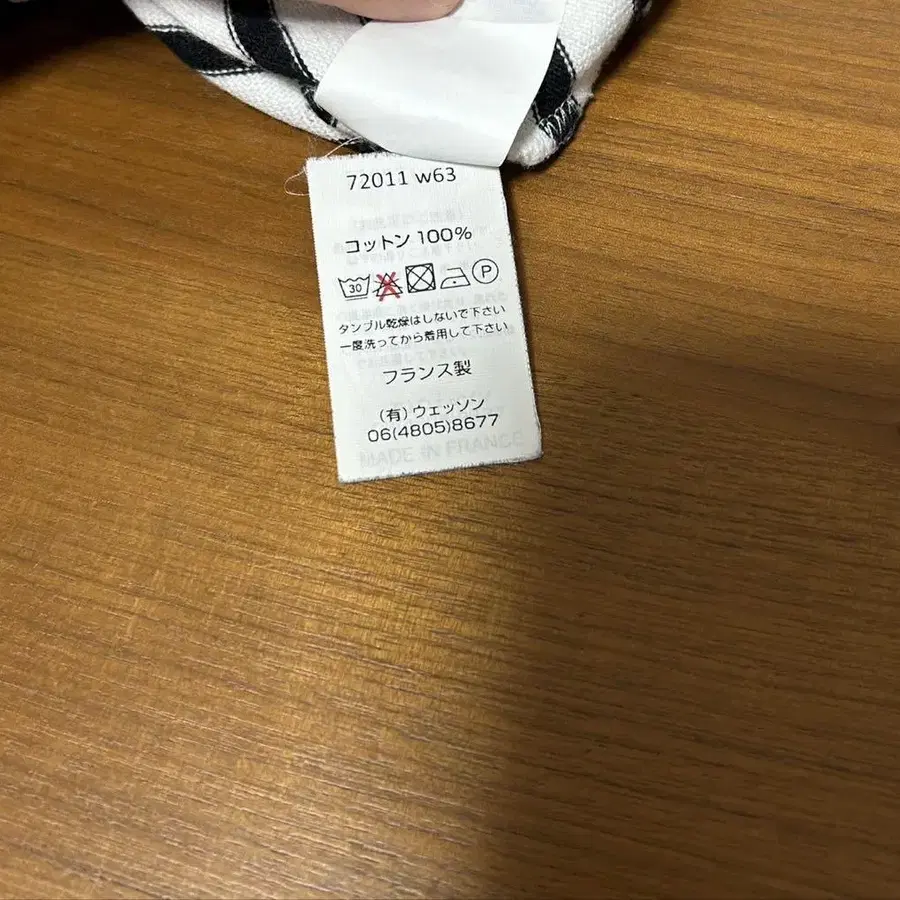 72011 w63
コットン 100%
30 P
タンブル乾燥はしないで下さい
一度洗ってから着用して下さい
フランス製
(有) ウェッソン
06(4805)8677
MADE IN FRANCE